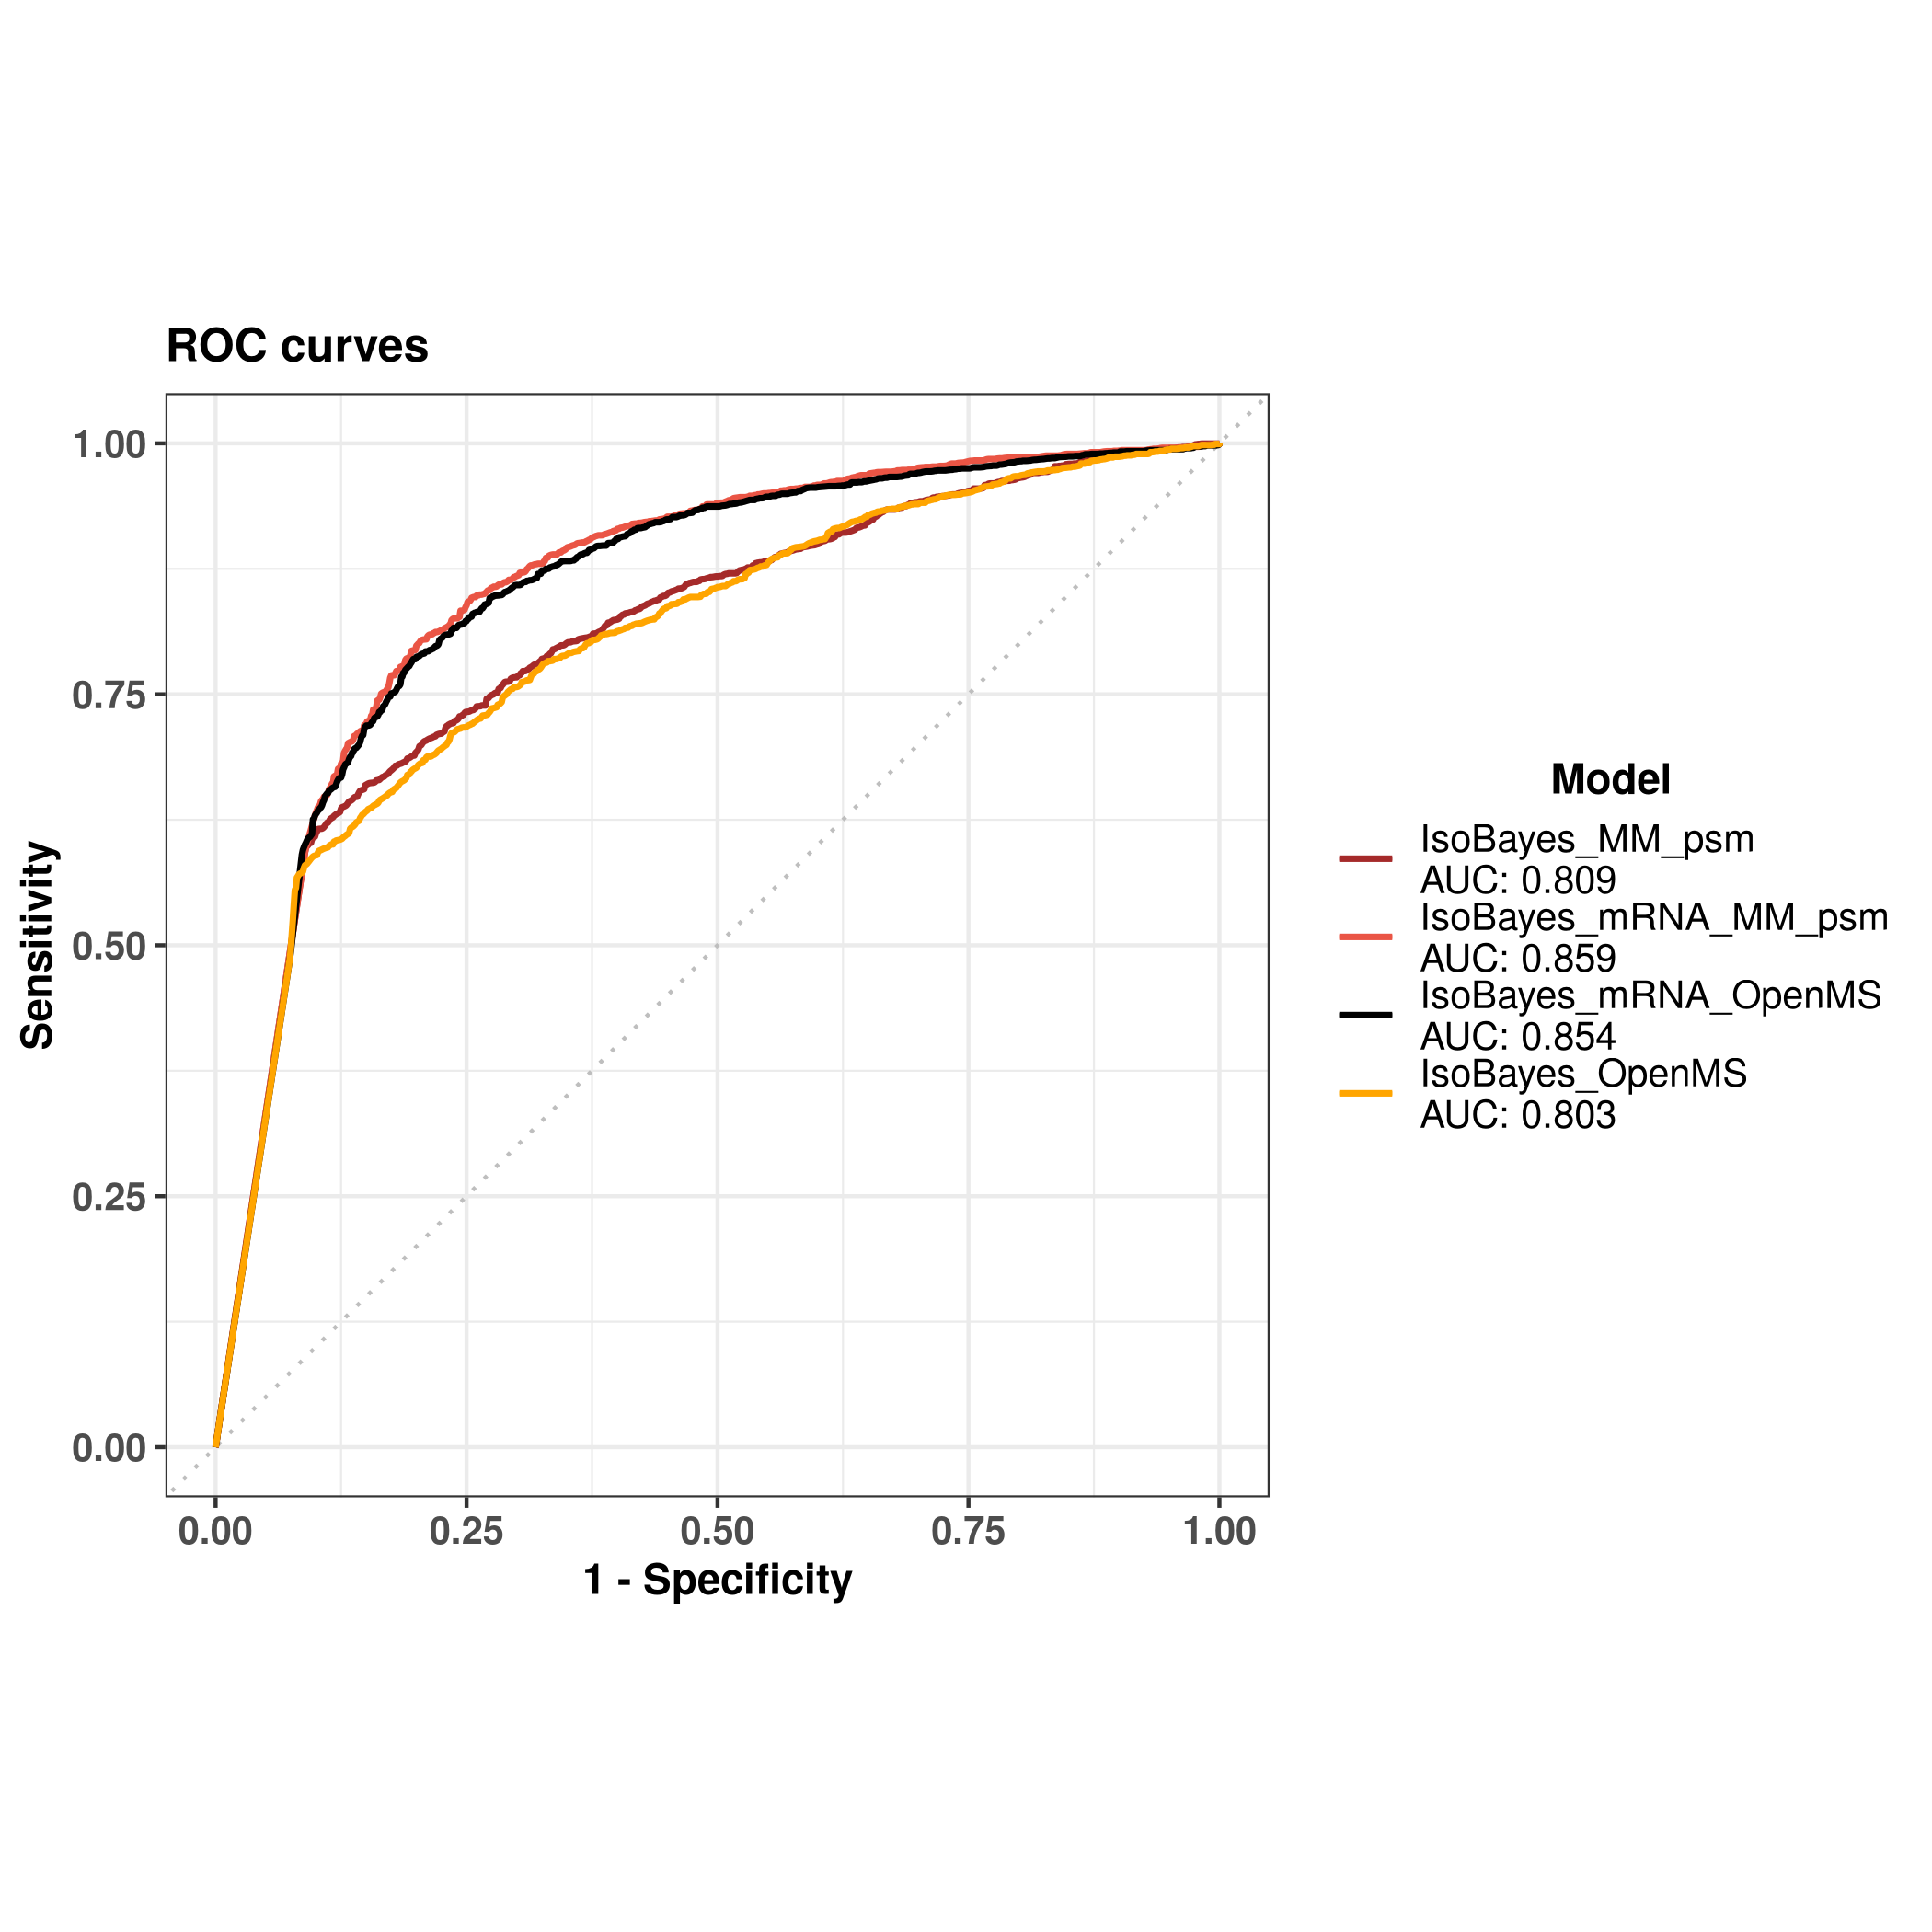 ROC curves
1.00
0.75
0.50
0.25
0.00
Sensitivity
0.00 0.25 0.50 0.75 1.00
1 - Specificity
Model
IsoBayes_MM_psm
AUC: 0.809
IsoBayes_mRNA_MM_psm
AUC: 0.859
IsoBayes_mRNA_OpenMS
AUC: 0.854
IsoBayes_OpenMS
AUC: 0.803